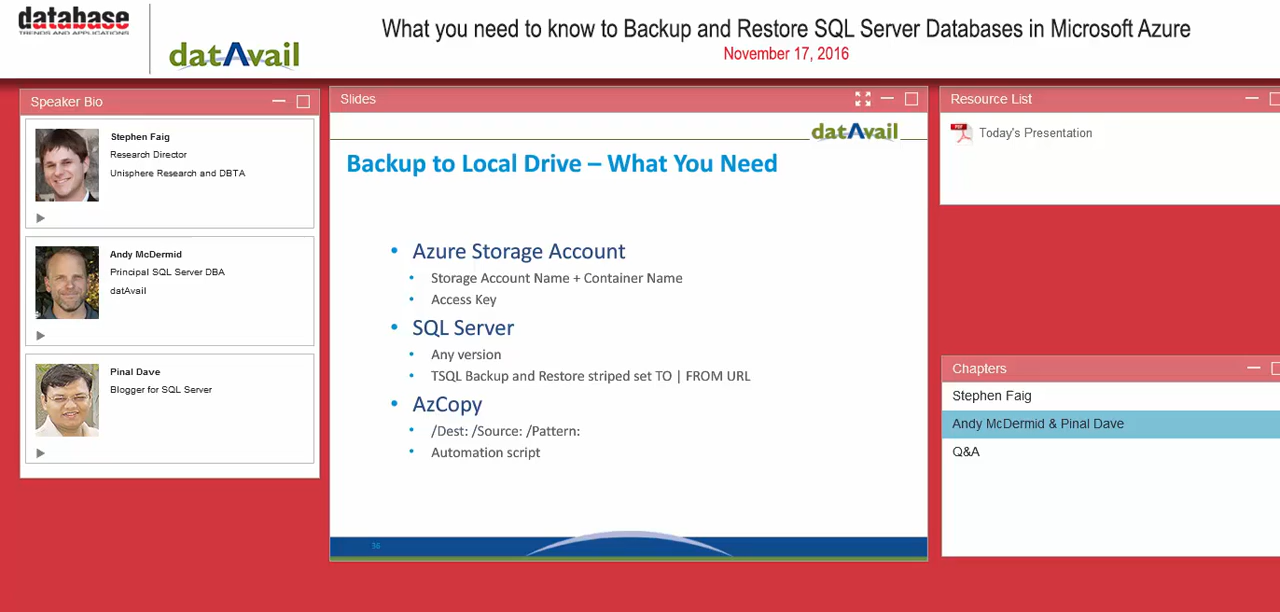 database
TRENDS AND APPLICATIONS
datAvail
What you need to know to Backup and Restore SQL Server Databases in Microsoft Azure
November 17, 2016
Speaker Bio
Stephen Faig
Research Director
Unisphere Research and DBTA
Andy McDermid
Principal SQL Server DBA
datAvail
Pinal Dave
Blogger for SQL Server
Slides
datAvail
Backup to Local Drive – What You Need
• Azure Storage Account
• Storage Account Name + Container Name
• Access Key
• SQL Server
• Any version
• TSQL Backup and Restore striped set TO | FROM URL
• AzCopy
• /Dest: /Source: /Pattern:
• Automation script
36
Resource List
PDF
Today's Presentation
Chapters
Stephen Faig
Andy McDermid & Pinal Dave
Q&A